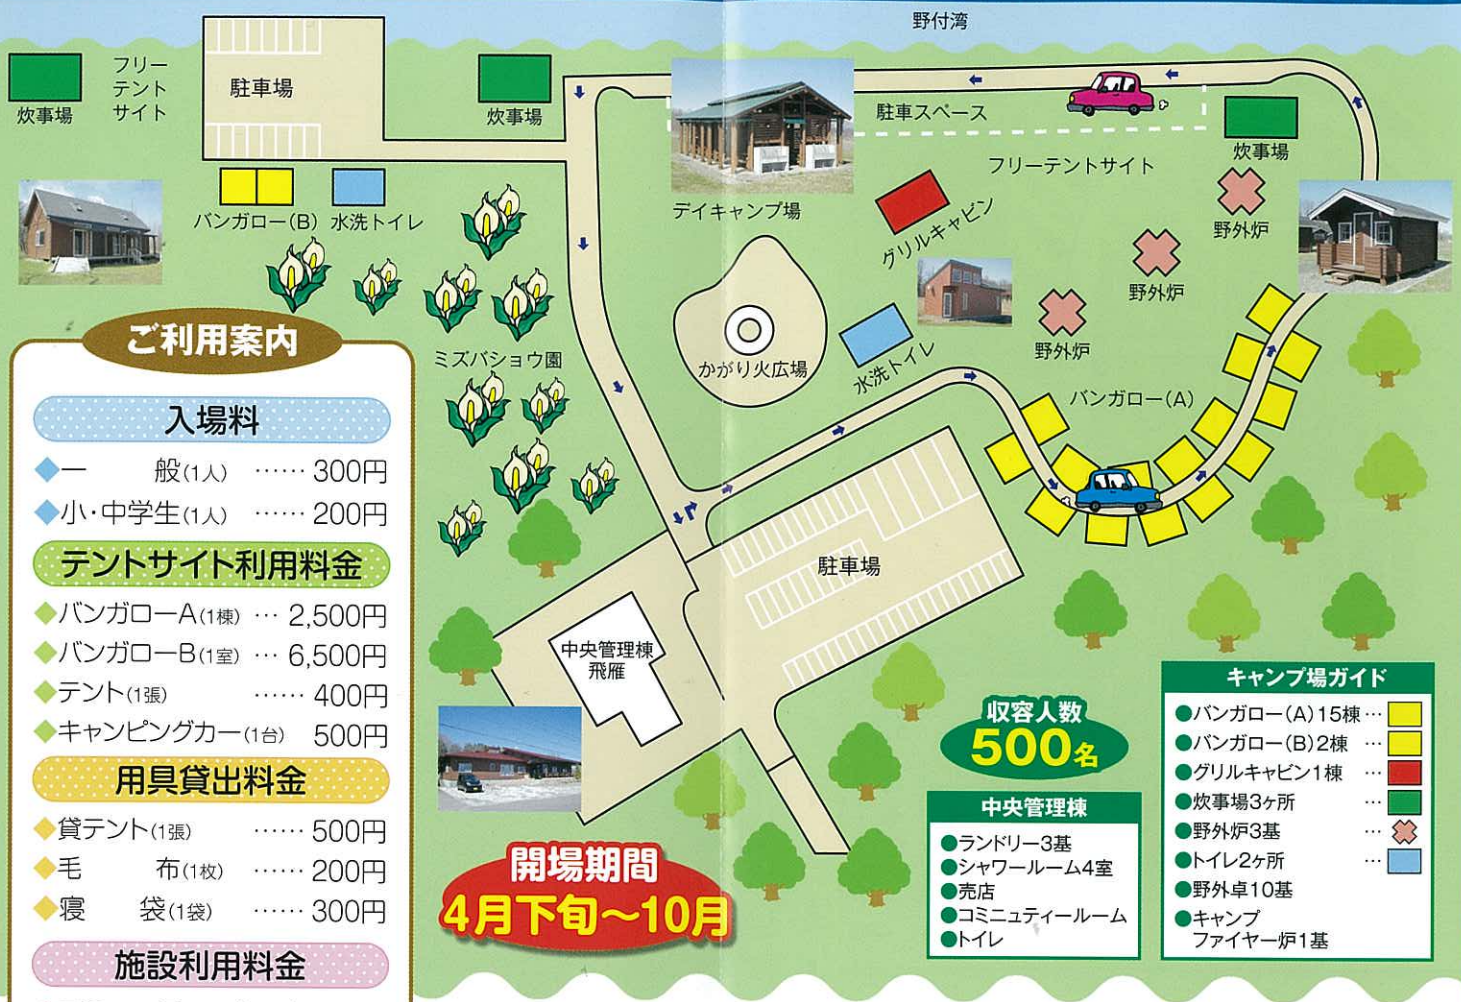 野付湾
フリー
テント
サイト
炊事場
駐車場
炊事場
駐車スペース
炊事場
フリーテントサイト
バンガロー(B)
水洗トイレ
デイキャンプ場
グリルキャビン
野外炉
野外炉
野外炉
ミズバショウ園
かがり火広場
水洗トイレ
バンガロー(A)
駐車場
中央管理棟
飛雁
ご利用案内
入場料
◆一　　般(1人) …… 300円
◆小・中学生(1人) …… 200円
テントサイト利用料金
◆バンガローA(1棟) … 2,500円
◆バンガローB(1室) … 6,500円
◆テント(1張) …… 400円
◆キャンピングカー(1台) 500円
用具貸出料金
◆貸テント(1張) …… 500円
◆毛　　布(1枚) …… 200円
◆寝　　袋(1袋) …… 300円
施設利用料金
開場期間
4月下旬～10月
収容人数
500名
中央管理棟
●ランドリー3基
●シャワールーム4室
●売店
●コミニュティールーム
●トイレ
キャンプ場ガイド
●バンガロー(A)15棟…
●バンガロー(B)2棟 …
●グリルキャビン1棟 …
●炊事場3ヶ所 …
●野外炉3基 …
●トイレ2ヶ所 …
●野外卓10基
●キャンプ
ファイヤー炉1基